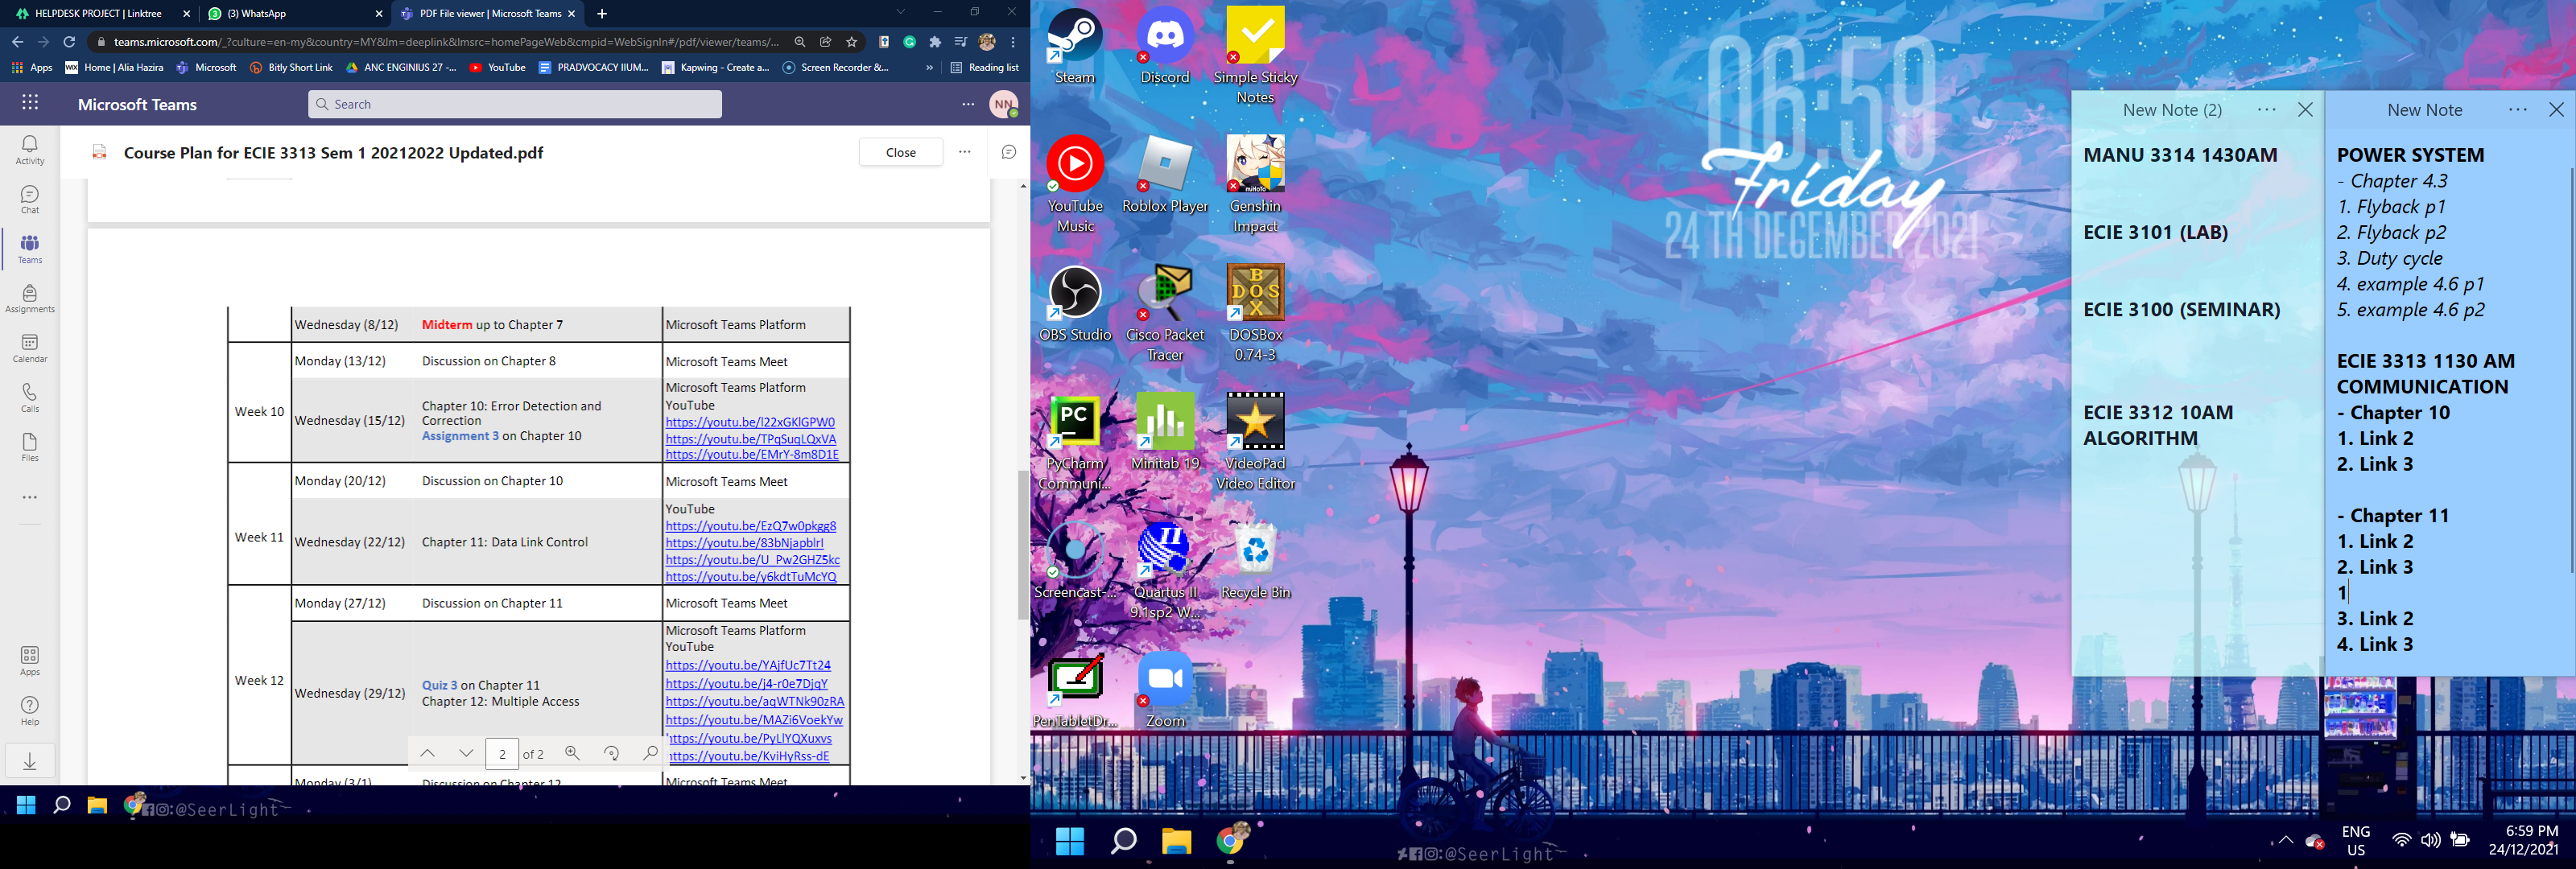 HELPDESK PROJECT | Linktree
(3) WhatsApp
PDF File viewer | Microsoft Teams
teams.microsoft.com/_?culture=en-my&country=MY&lm=deeplink&lmsrc=homePageWeb&cmpid=WebSignIn#/pdf/viewer/teams/...
Apps
Home | Alia Hazira
Microsoft
Bitly Short Link
ANC ENGINIUS 27 -...
YouTube
PRADVOCACY IIUM...
Kapwing - Create a...
Screen Recorder &...
»
Reading list
Microsoft Teams
Search
NN
Activity
Chat
Teams
Assignments
Calendar
Calls
Files
Apps
Help
Course Plan for ECIE 3313 Sem 1 20212022 Updated.pdf
Close
Wednesday (8/12)
Midterm up to Chapter 7
Microsoft Teams Platform
Week 10
Monday (13/12)
Discussion on Chapter 8
Microsoft Teams Meet
Wednesday (15/12)
Chapter 10: Error Detection and
Correction
Assignment 3 on Chapter 10
Microsoft Teams Platform
YouTube
https://youtu.be/l22xGKlGPW0
https://youtu.be/TPqSuqLQxVA
https://youtu.be/EMrY-8m8D1E
Week 11
Monday (20/12)
Discussion on Chapter 10
Microsoft Teams Meet
Wednesday (22/12)
Chapter 11: Data Link Control
YouTube
https://youtu.be/EzQ7w0pkgg8
https://youtu.be/83bNjapblrI
https://youtu.be/U_Pw2GHZ5kc
https://youtu.be/y6kdtTuMcYQ
Week 12
Monday (27/12)
Discussion on Chapter 11
Microsoft Teams Meet
Wednesday (29/12)
Quiz 3 on Chapter 11
Chapter 12: Multiple Access
Microsoft Teams Platform
YouTube
https://youtu.be/YAjfUc7Tt24
https://youtu.be/j4-r0e7DjqY
https://youtu.be/aqWTNk90zRA
https://youtu.be/MAZi6VoekYw
https://youtu.be/PyLlYQXuxvs
https://youtu.be/KviHyRss-dE
2 of 2
Monday (3/1)
Discussion on Chapter 12
Microsoft Teams Meet
:@SeerLight
Steam
Discord
Simple Sticky
Notes
YouTube
Music
Roblox Player
Genshin
Impact
miHoYo
OBS Studio
Cisco Packet
Tracer
DOSBox
0.74-3
PC
PyCharm
Communi...
Minitab 19
VideoPad
Video Editor
Screencast-...
Quartus II
9.1sp2 W...
Recycle Bin
PenTabletDr...
Zoom
06:59
Friday
24 TH DECEMBER 2021
New Note (2)
MANU 3314 1430AM
ECIE 3101 (LAB)
ECIE 3100 (SEMINAR)
ECIE 3312 10AM
ALGORITHM
New Note
POWER SYSTEM
- Chapter 4.3
1. Flyback p1
2. Flyback p2
3. Duty cycle
4. example 4.6 p1
5. example 4.6 p2
ECIE 3313 1130 AM
COMMUNICATION
- Chapter 10
1. Link 2
2. Link 3
- Chapter 11
1. Link 2
2. Link 3
1
3. Link 2
4. Link 3
:@SeerLight
ENG
US
6:59 PM
24/12/2021